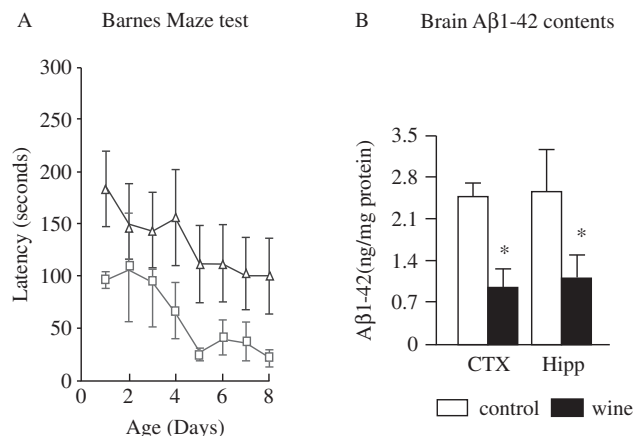 A Barnes Maze test
Latency (seconds)
300
250
200
150
100
50
00
0 2 4 6 8
Age (Days)
B Brain Aβ1-42 contents
Aβ1-42(ng/mg protein)
3.5
2.8
2.1
1.4
0.7
0
* *
CTX Hipp
control wine